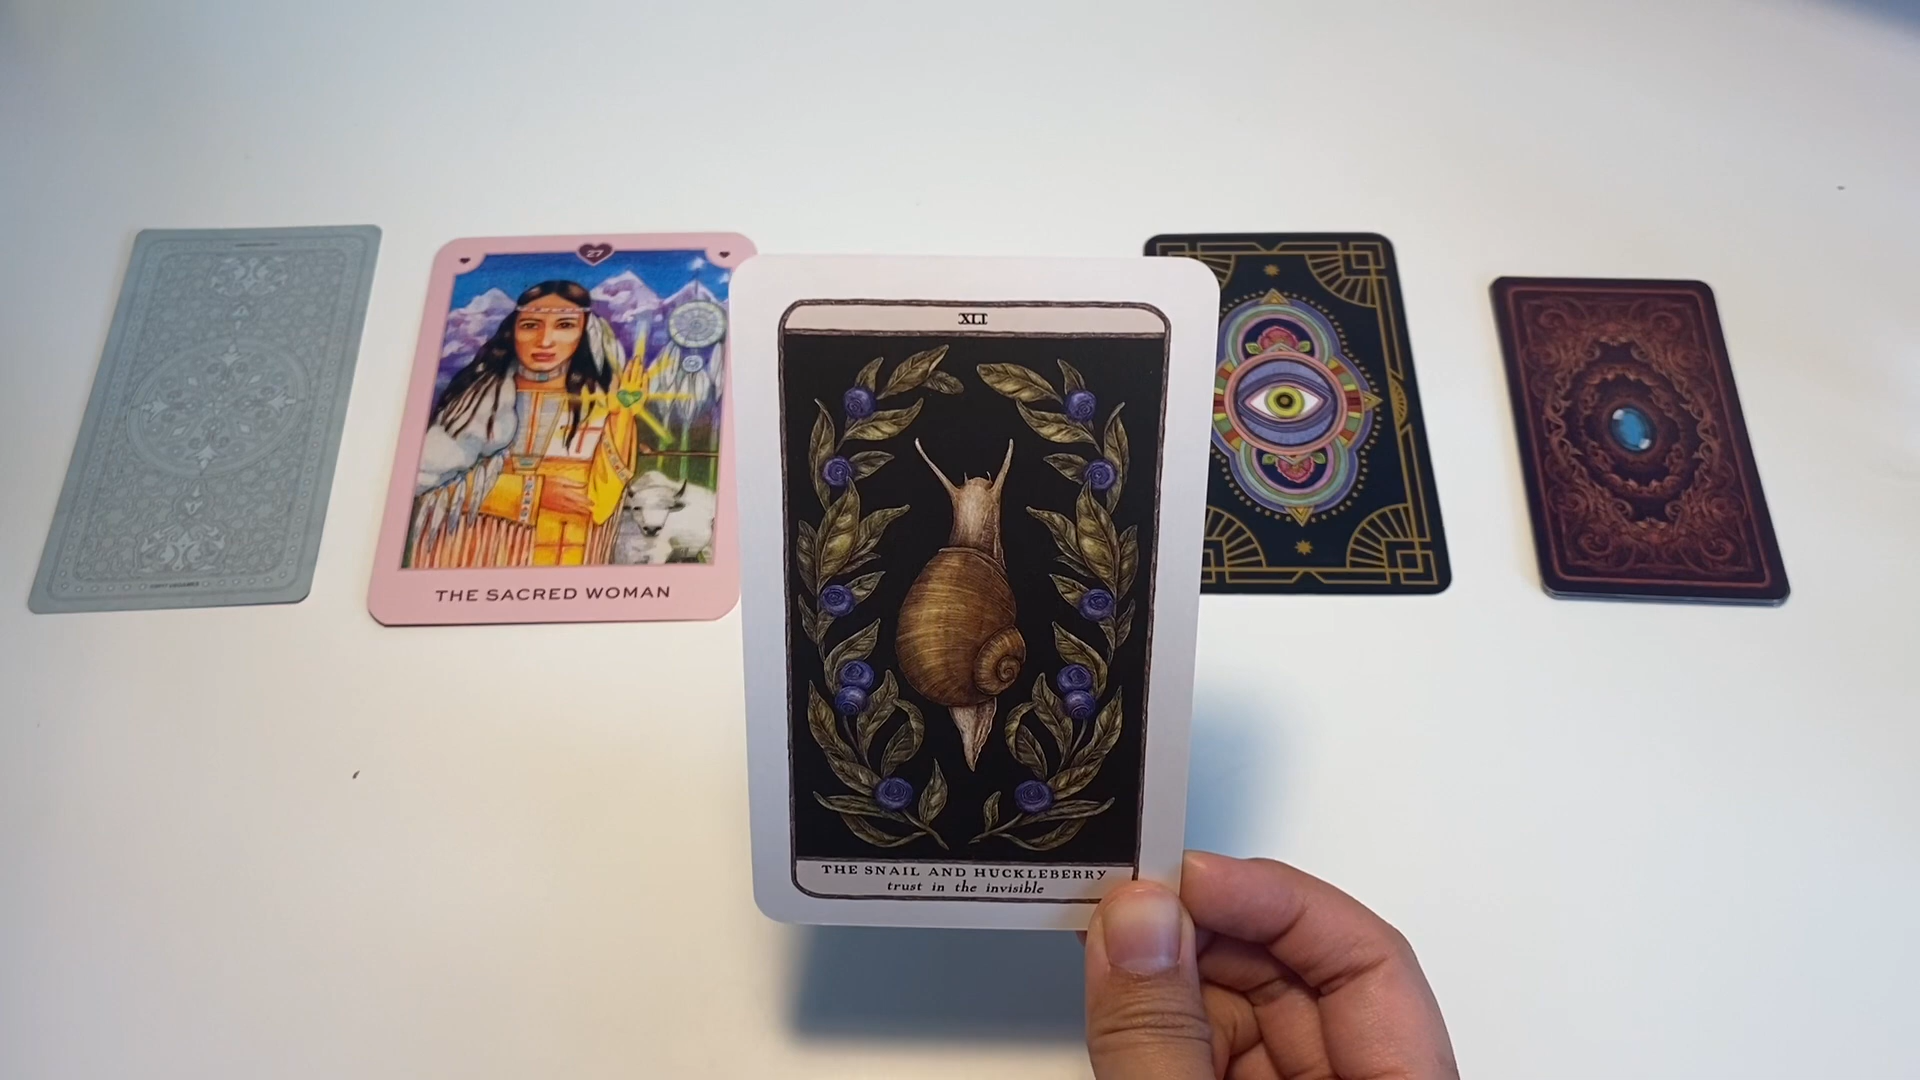 27
THE SACRED WOMAN
XLI
THE SNAIL AND HUCKLEBERRY
trust in the invisible